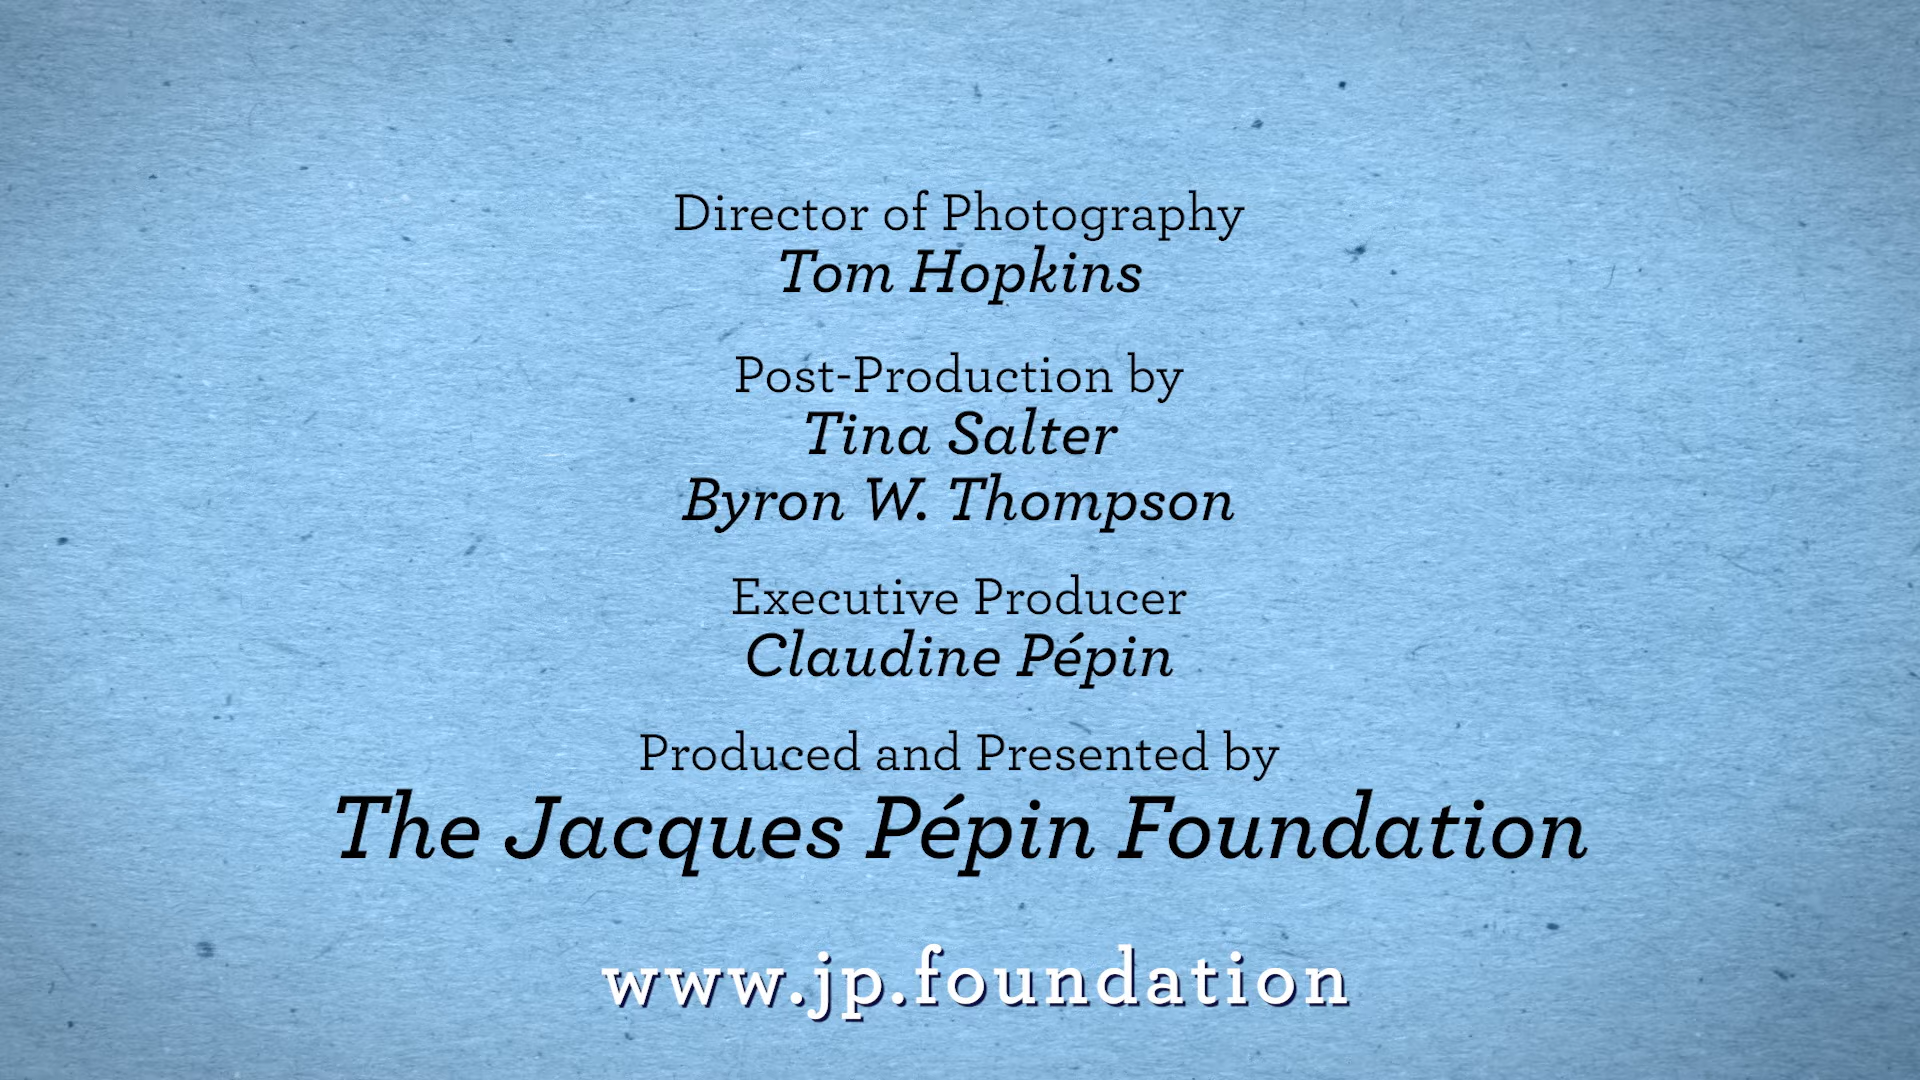 Director of Photography
Tom Hopkins
Post-Production by
Tina Salter
Byron W. Thompson
Executive Producer
Claudine Pépin
Produced and Presented by
The Jacques Pépin Foundation
www.jp.foundation